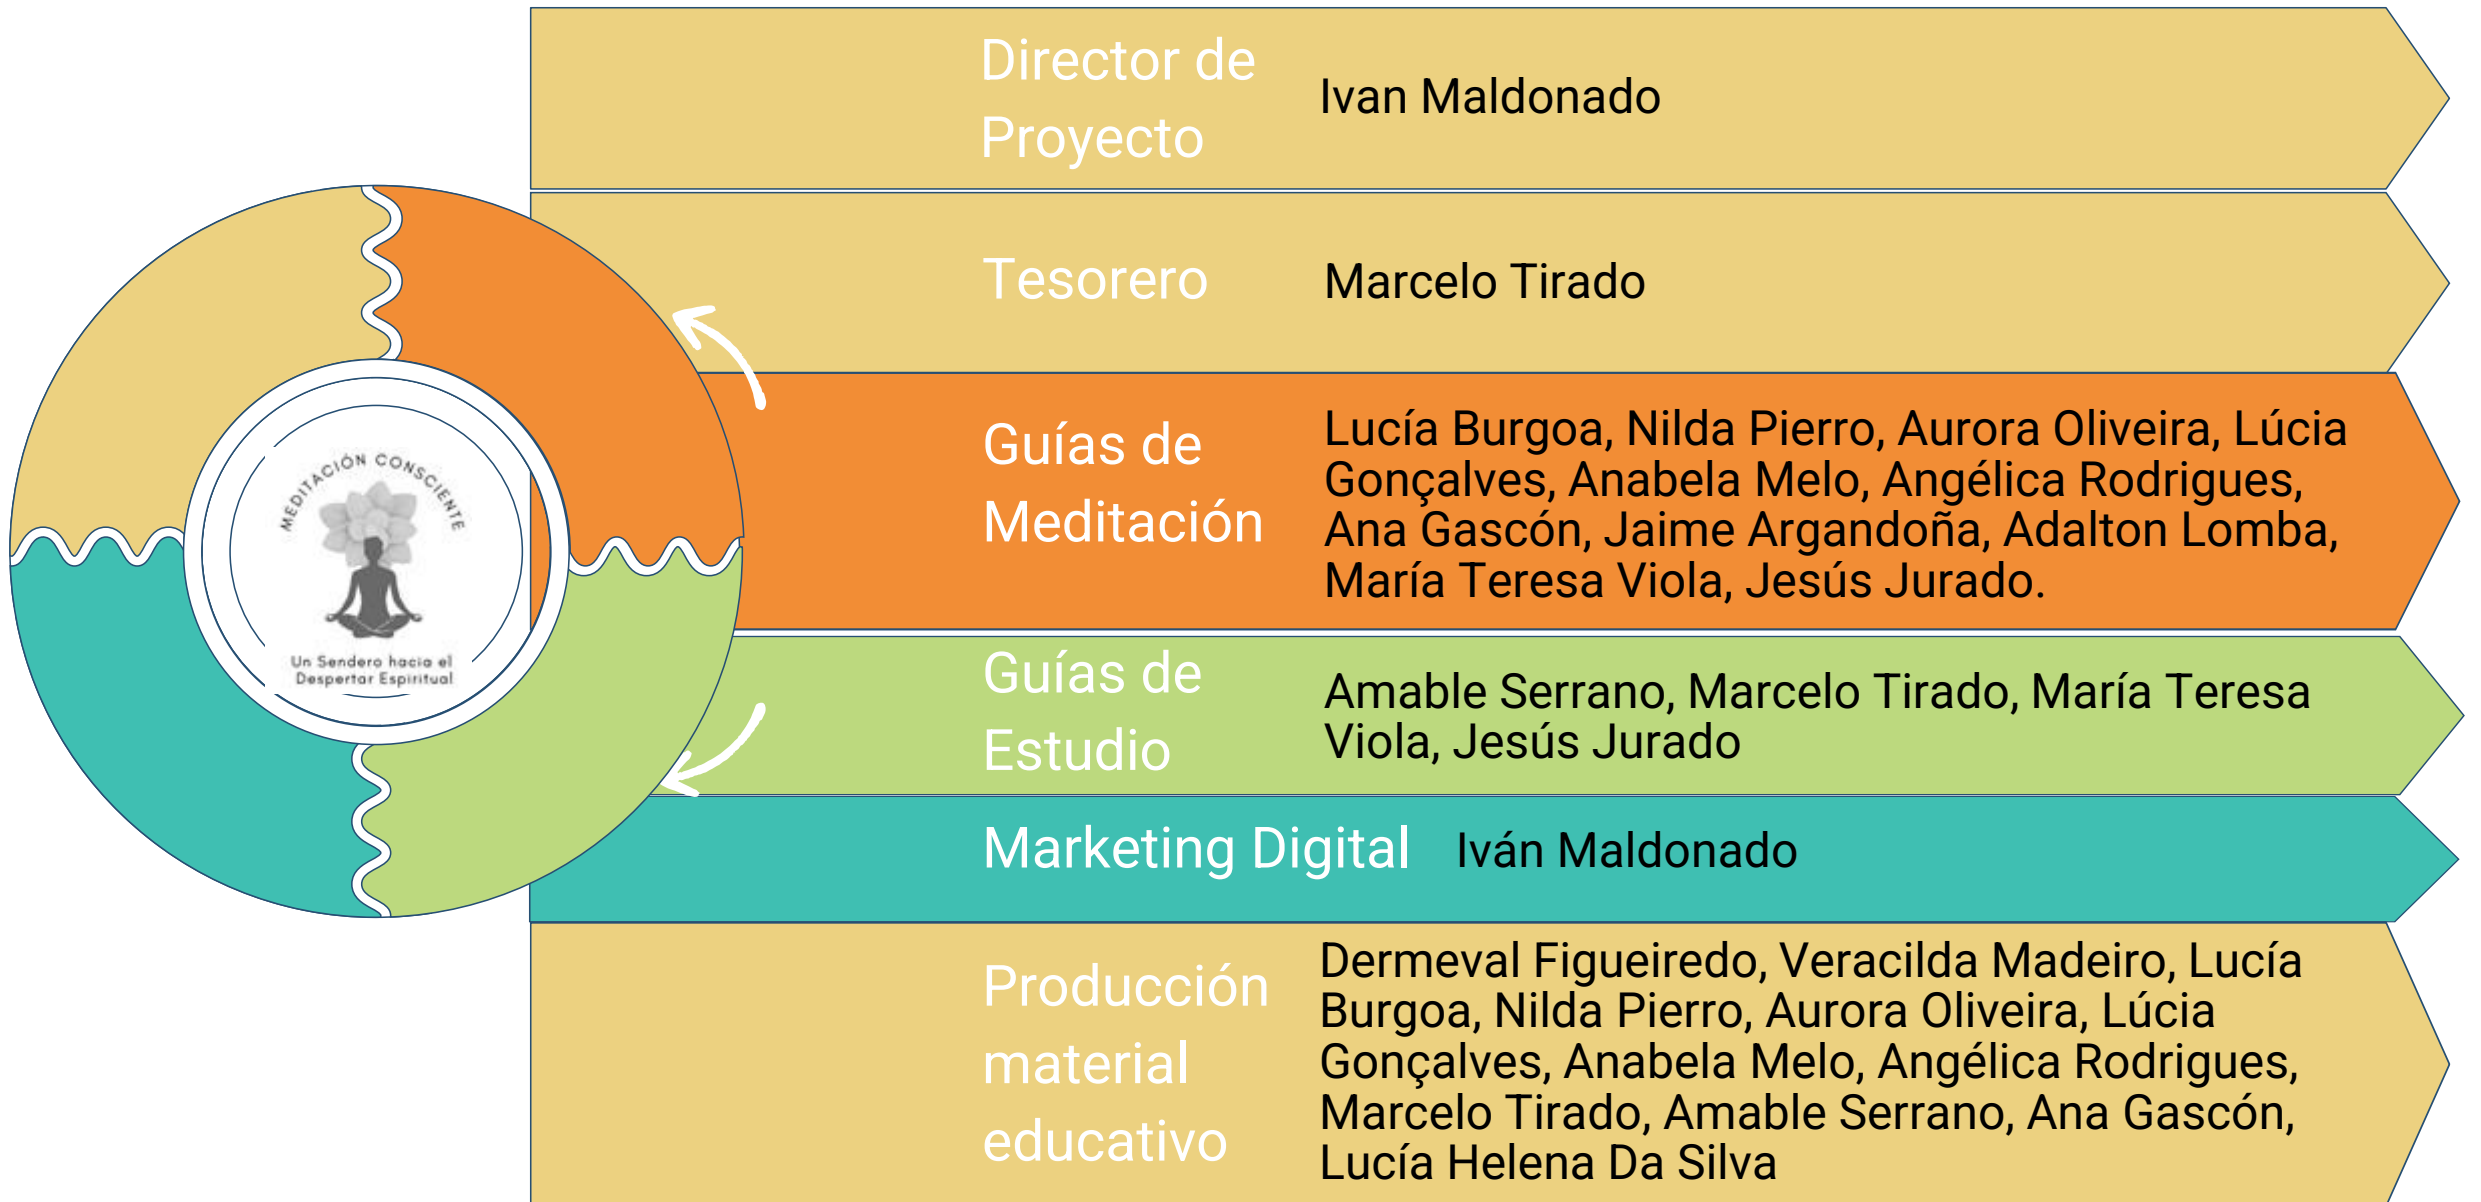 Director de
Proyecto
Ivan Maldonado
Tesorero
Marcelo Tirado
Guías de
Meditación
Lucía Burgoa, Nilda Pierro, Aurora Oliveira, Lúcia
Gonçalves, Anabela Melo, Angélica Rodrigues,
Ana Gascón, Jaime Argandoña, Adalton Lomba,
María Teresa Viola, Jesús Jurado.
MEDITACIÓN CONSCIENTE
Un Sendero hacia el
Despertar Espiritual
Guías de
Estudio
Amable Serrano, Marcelo Tirado, María Teresa
Viola, Jesús Jurado
Marketing Digital
Iván Maldonado
Producción
material
educativo
Dermeval Figueiredo, Veracilda Madeiro, Lucía
Burgoa, Nilda Pierro, Aurora Oliveira, Lúcia
Gonçalves, Anabela Melo, Angélica Rodrigues,
Marcelo Tirado, Amable Serrano, Ana Gascón,
Lucía Helena Da Silva